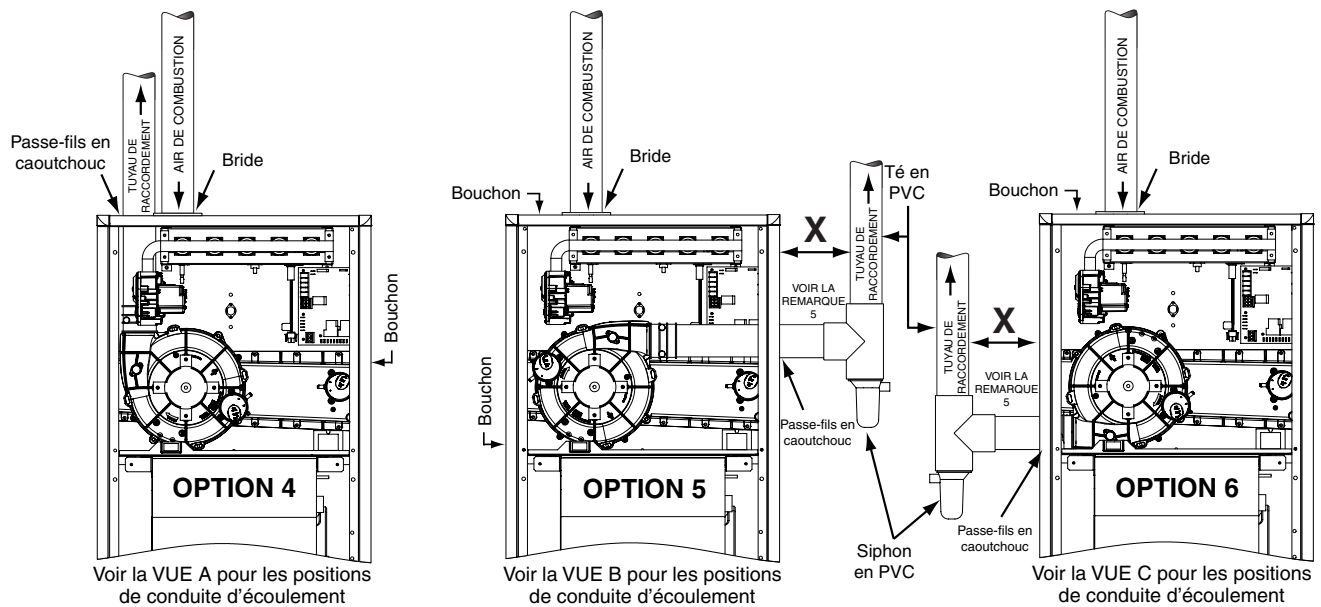 TUYAU DE
RACCORDEMENT
AIR DE COMBUSTION
Passe-fils en
caoutchouc
Bride
Bouchon
OPTION 4
Voir la VUE A pour les positions
de conduite d'écoulement
AIR DE COMBUSTION
Bouchon
Bride
X
VOIR LA
REMARQUE
5
TUYAU DE
RACCORDEMENT
Té en
PVC
Bouchon
Passe-fils en
caoutchouc
OPTION 5
Voir la VUE B pour les positions
de conduite d'écoulement
TUYAU DE
RACCORDEMENT
X
VOIR LA
REMARQUE
5
Siphon
en PVC
Passe-fils en
caoutchouc
AIR DE COMBUSTION
Bouchon
Bride
OPTION 6
Voir la VUE C pour les positions
de conduite d'écoulement